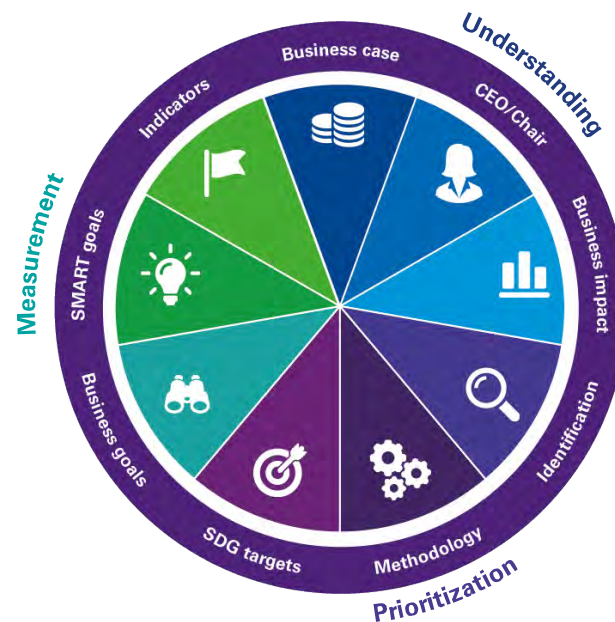 Understanding
Business case
CEO/Chair
Business impact
Identification
Methodology
Prioritization
SDG targets
Business goals
SMART goals
Measurement
Indicators